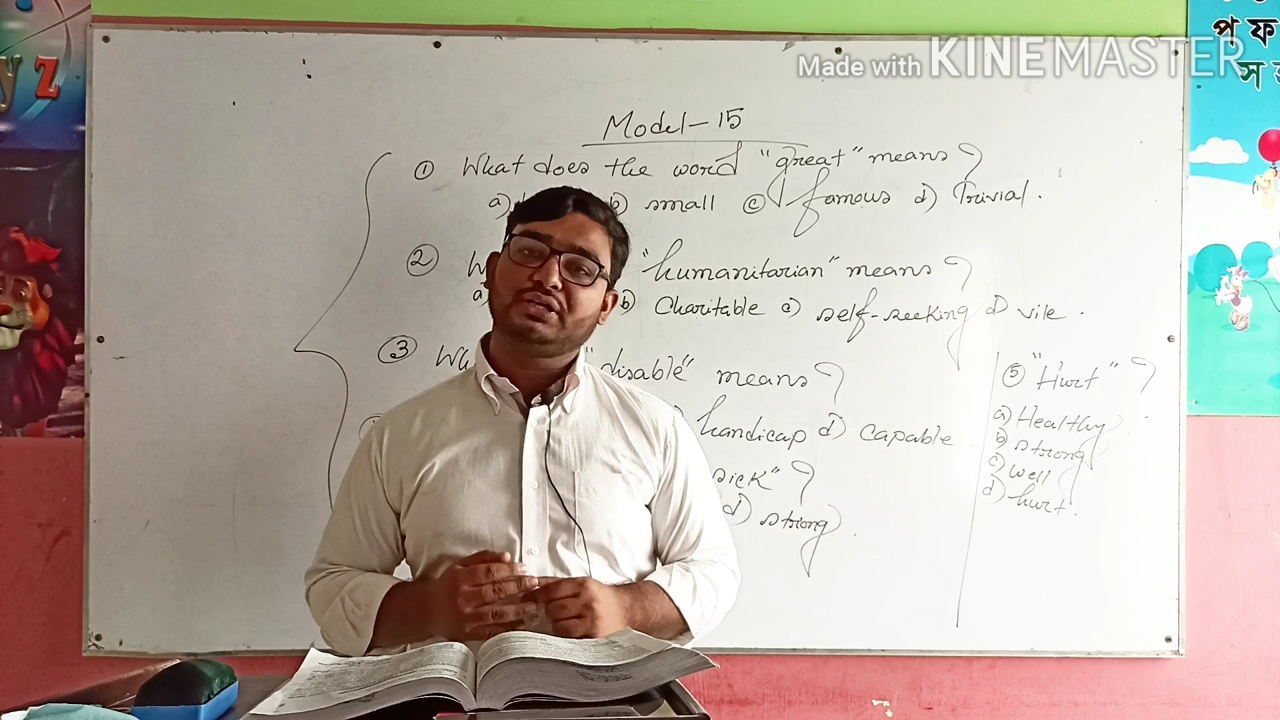 Made with KINEMASTER
y z
প ফ
স
Model-15
① What does the word "great" means?
a) b) small ⓒ famous d) Trivial.
② "humanitarian" means?
a) b) Charitable c) self-seeking d) vile.
③ "disable" means?
handicap d) capable
sick"?
d) strong
⑤ "Hurt"?
a) Healthy
b) strong
c) well
d) hurt.